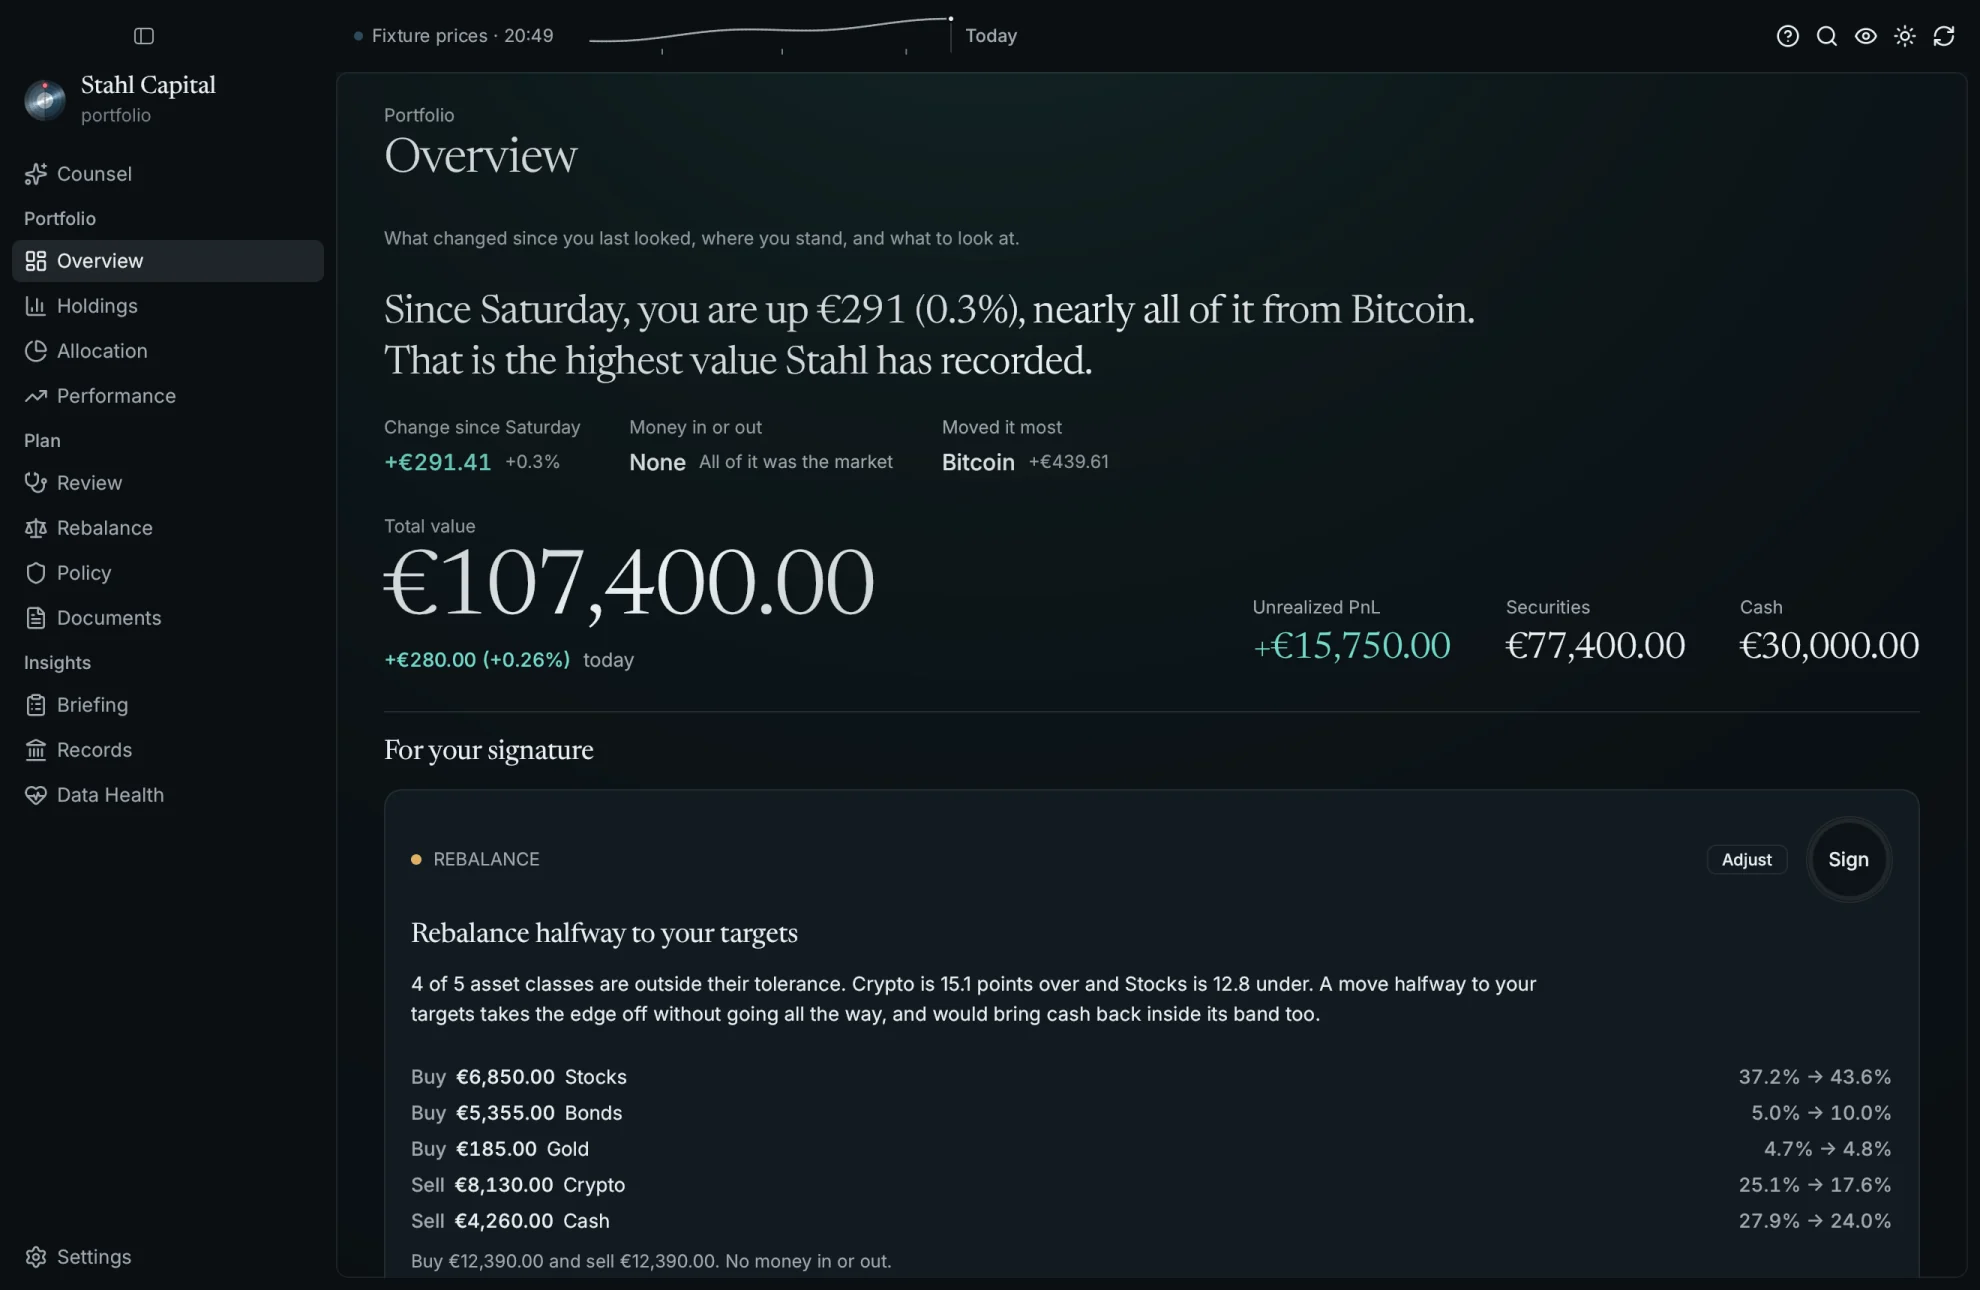 Fixture prices · 20:49
Today
Stahl Capital
portfolio
Counsel
Portfolio
Overview
Holdings
Allocation
Performance
Plan
Review
Rebalance
Policy
Documents
Insights
Briefing
Records
Data Health
Settings
Portfolio
Overview
What changed since you last looked, where you stand, and what to look at.
Since Saturday, you are up €291 (0.3%), nearly all of it from Bitcoin.
That is the highest value Stahl has recorded.
Change since Saturday
+€291.41 +0.3%
Money in or out
None All of it was the market
Moved it most
Bitcoin +€439.61
Total value
€107,400.00
+€280.00 (+0.26%) today
Unrealized PnL
+€15,750.00
Securities
€77,400.00
Cash
€30,000.00
For your signature
REBALANCE
Adjust
Sign
Rebalance halfway to your targets
4 of 5 asset classes are outside their tolerance. Crypto is 15.1 points over and Stocks is 12.8 under. A move halfway to your
targets takes the edge off without going all the way, and would bring cash back inside its band too.
Buy €6,850.00 Stocks 37.2% → 43.6%
Buy €5,355.00 Bonds 5.0% → 10.0%
Buy €185.00 Gold 4.7% → 4.8%
Sell €8,130.00 Crypto 25.1% → 17.6%
Sell €4,260.00 Cash 27.9% → 24.0%
Buy €12,390.00 and sell €12,390.00. No money in or out.